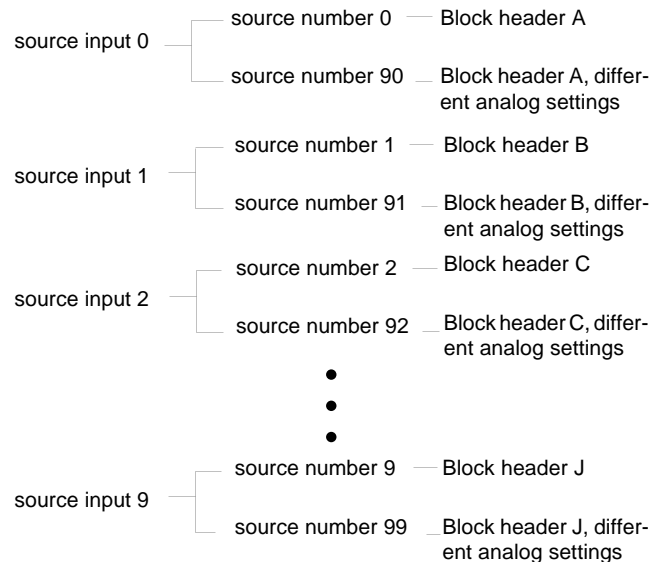 source input 0
source number 0
Block header A
source number 90
Block header A, differ-
ent analog settings
source input 1
source number 1
Block header B
source number 91
Block header B, differ-
ent analog settings
source input 2
source number 2
Block header C
source number 92
Block header C, differ-
ent analog settings
source input 9
source number 9
Block header J
source number 99
Block header J, differ-
ent analog settings